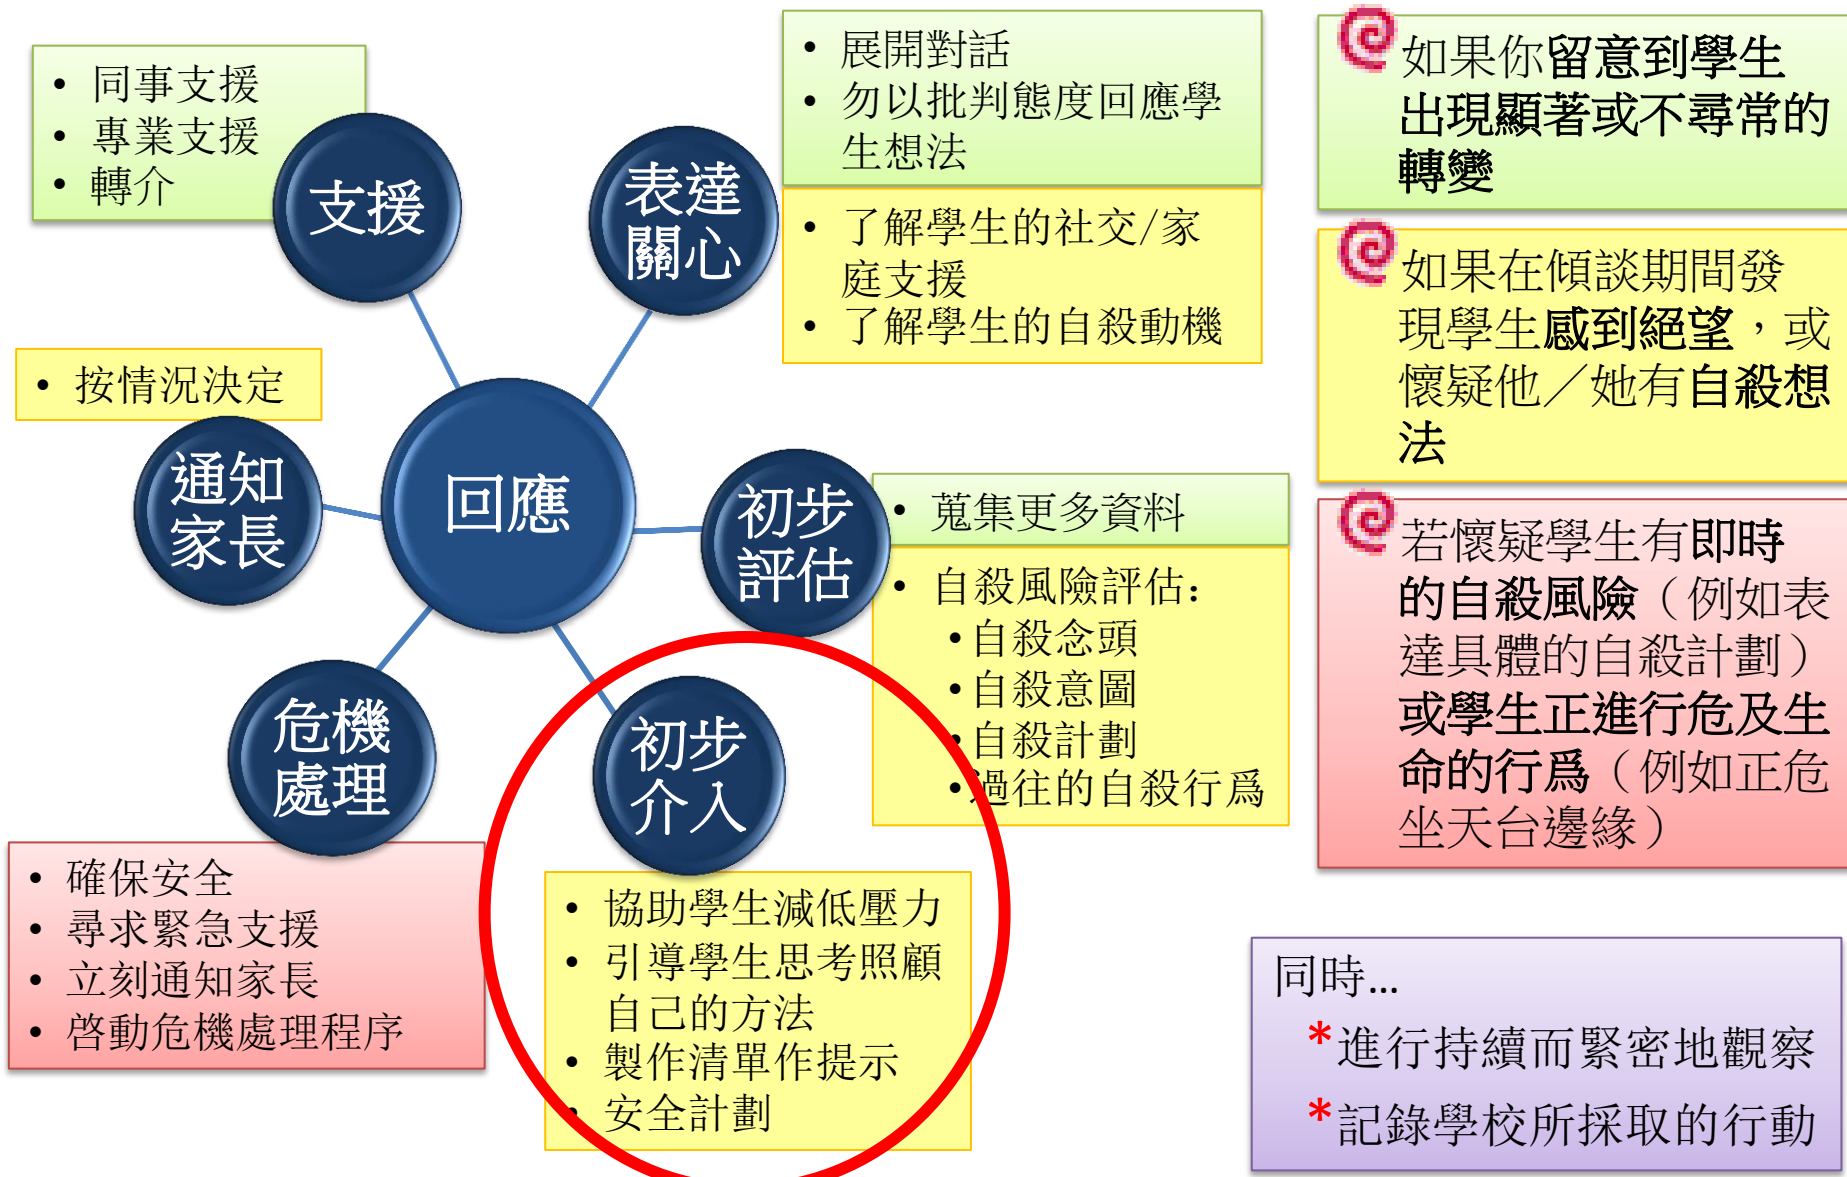 • 同事支援
• 專業支援
• 轉介
支援
表達
關心
• 展開對話
• 勿以批判態度回應學
生想法
• 了解學生的社交/家
庭支援
• 了解學生的自殺動機
• 按情況決定
通知
家長
回應
初步
評估
• 蒐集更多資料
• 自殺風險評估：
•自殺念頭
•自殺意圖
•自殺計劃
•過往的自殺行爲
危機
處理
• 確保安全
• 尋求緊急支援
• 立刻通知家長
• 啓動危機處理程序
初步
介入
• 協助學生減低壓力
• 引導學生思考照顧
自己的方法
• 製作清單作提示
• 安全計劃
如果你留意到學生
出現顯著或不尋常的
轉變
如果在傾談期間發
現學生感到絕望，或
懷疑他／她有自殺想
法
若懷疑學生有即時
的自殺風險（例如表
達具體的自殺計劃）
或學生正進行危及生
命的行爲（例如正危
坐天台邊緣）
同時...
*進行持續而緊密地觀察
*記錄學校所採取的行動